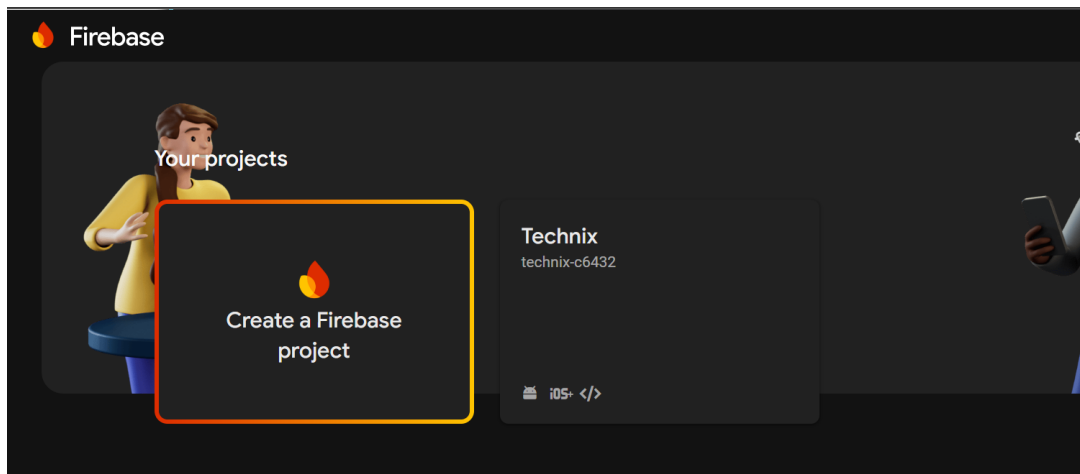 Firebase
Your projects
Create a Firebase
project
Technix
technix-c6432
iOS+ </>